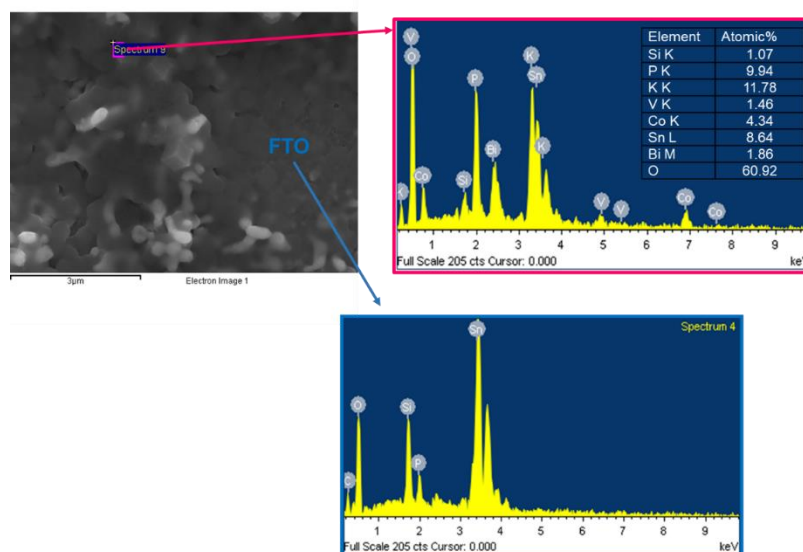 Spectrum 9
FTO
3µm
Electron Image 1
V
O
K
Co
Si
P
Bi
K
Sn
K
V
V
Co
Co
Element Atomic%
Si K 1.07
P K 9.94
K K 11.78
V K 1.46
Co K 4.34
Sn L 8.64
Bi M 1.86
O 60.92
1 2 3 4 5 6 7 8 9
Full Scale 205 cts Cursor: 0.000 keV
Spectrum 4
C
O
Si
P
Sn
1 2 3 4 5 6 7 8 9
Full Scale 205 cts Cursor: 0.000 keV